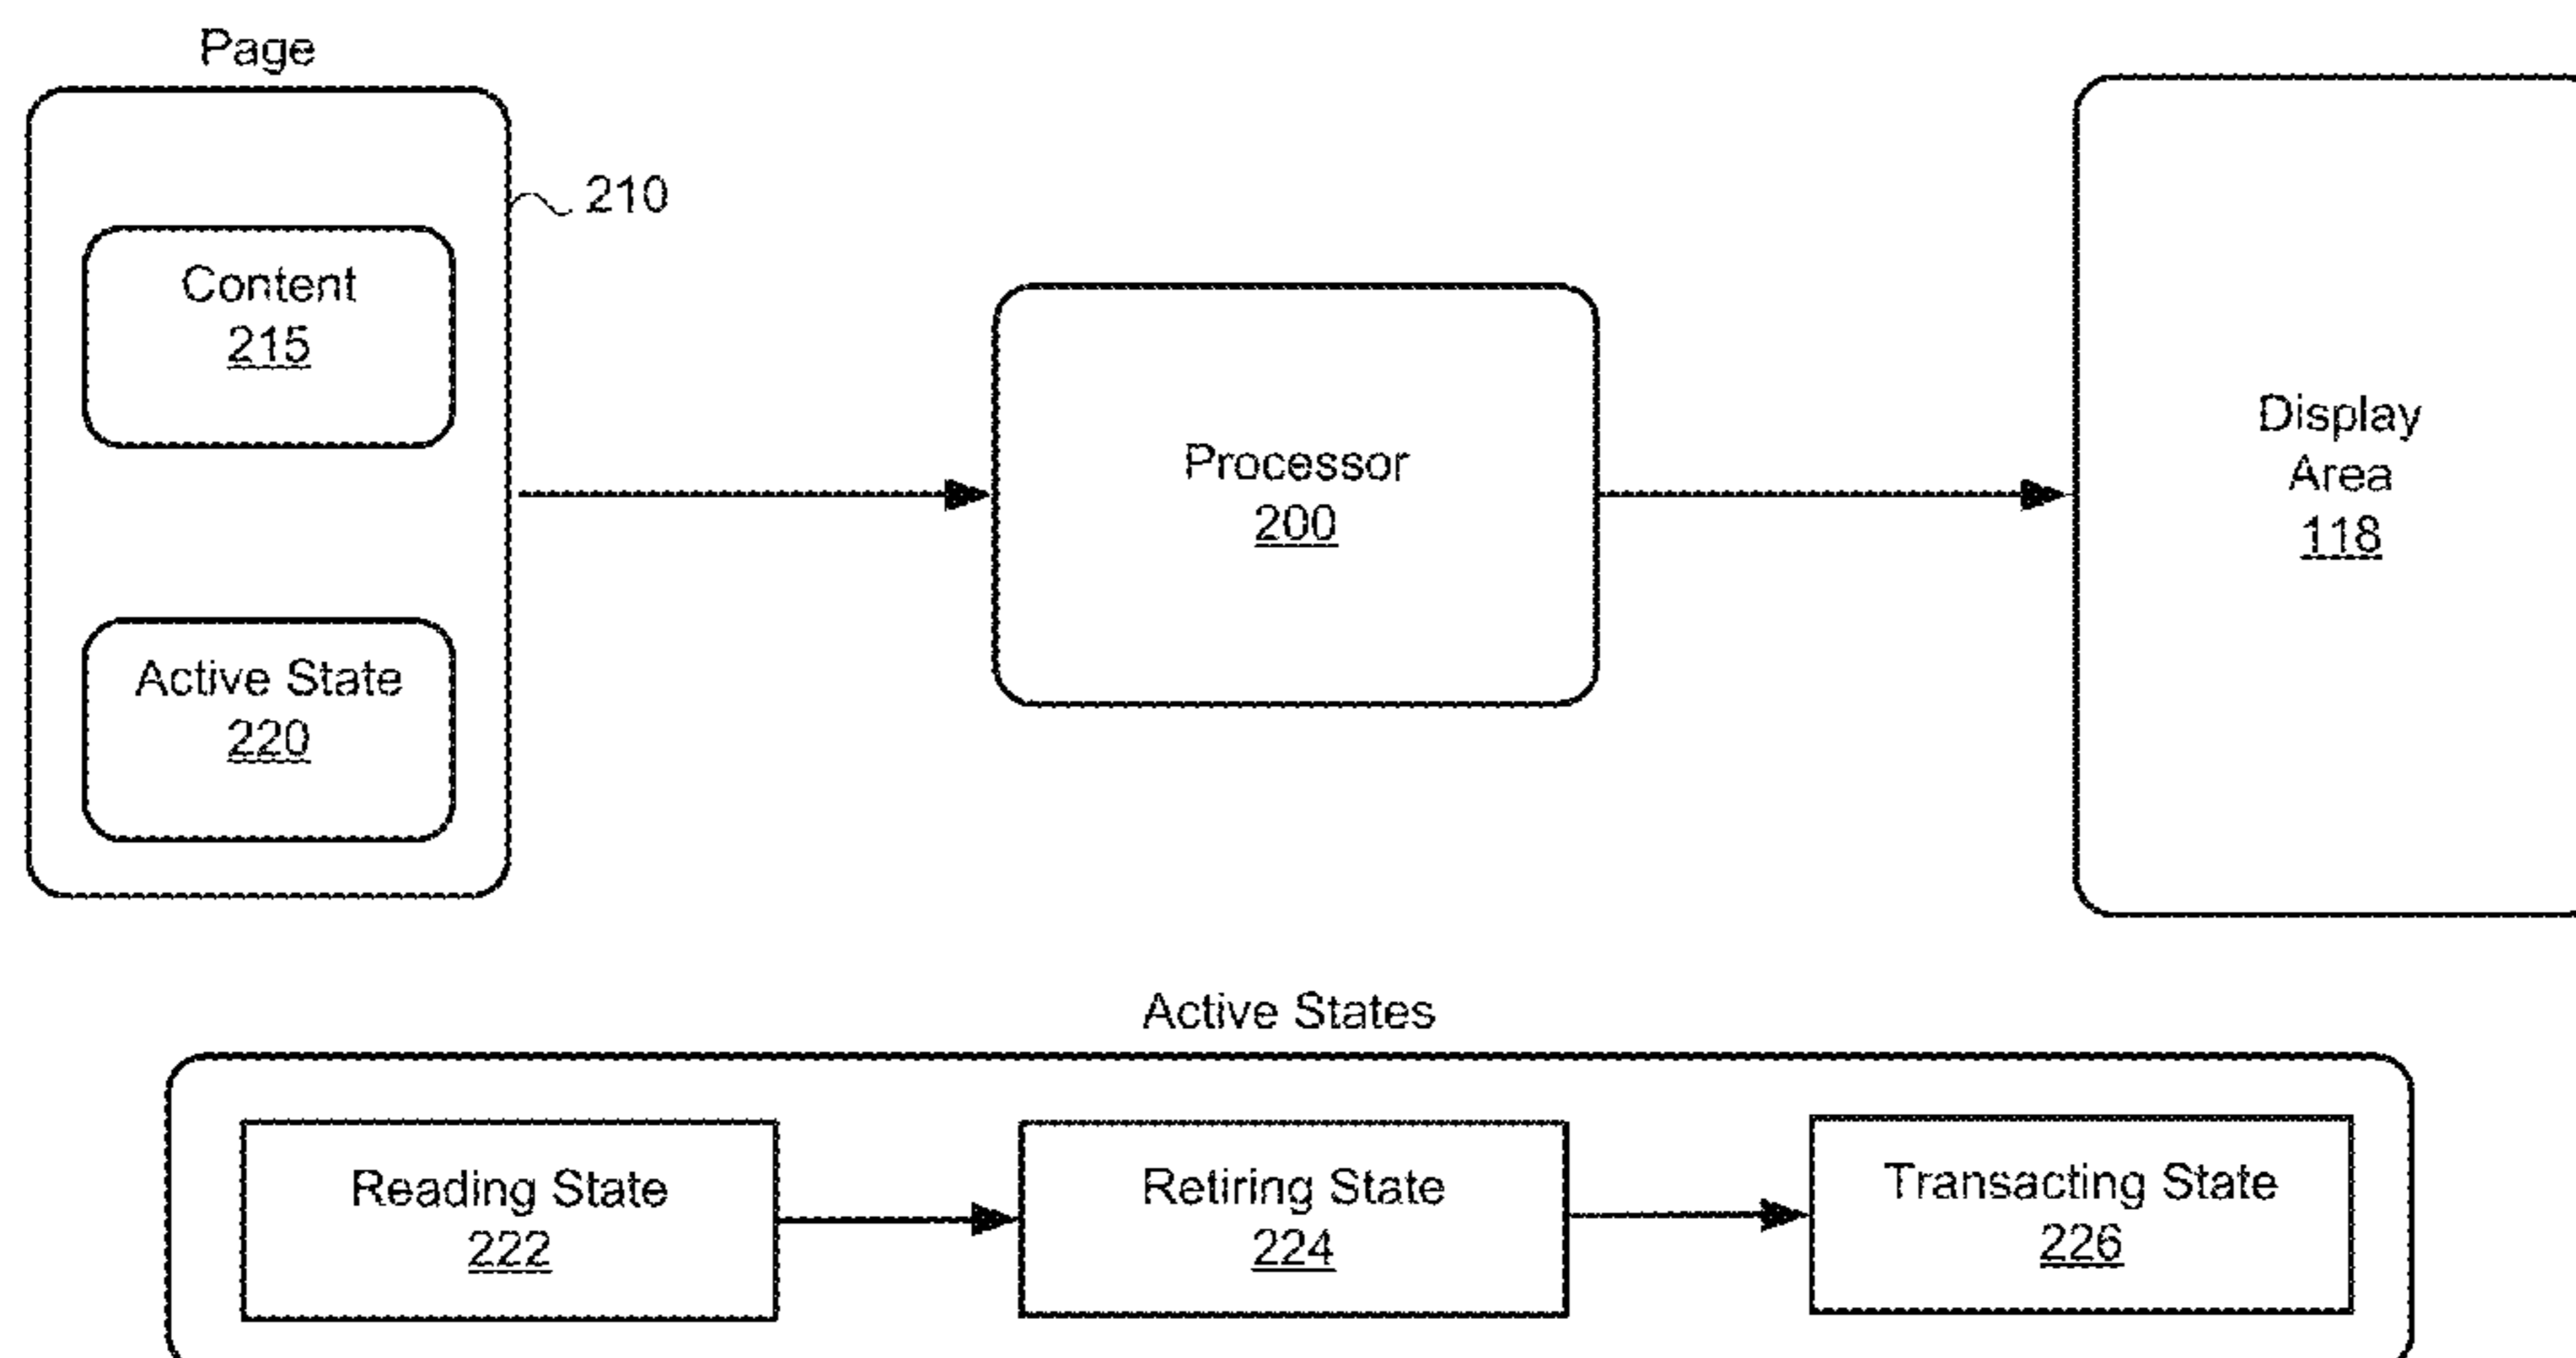 Page
210
Content
215
Active State
220
Processor
200
Display
Area
118
Active States
Reading State
222
Retiring State
224
Transacting State
226